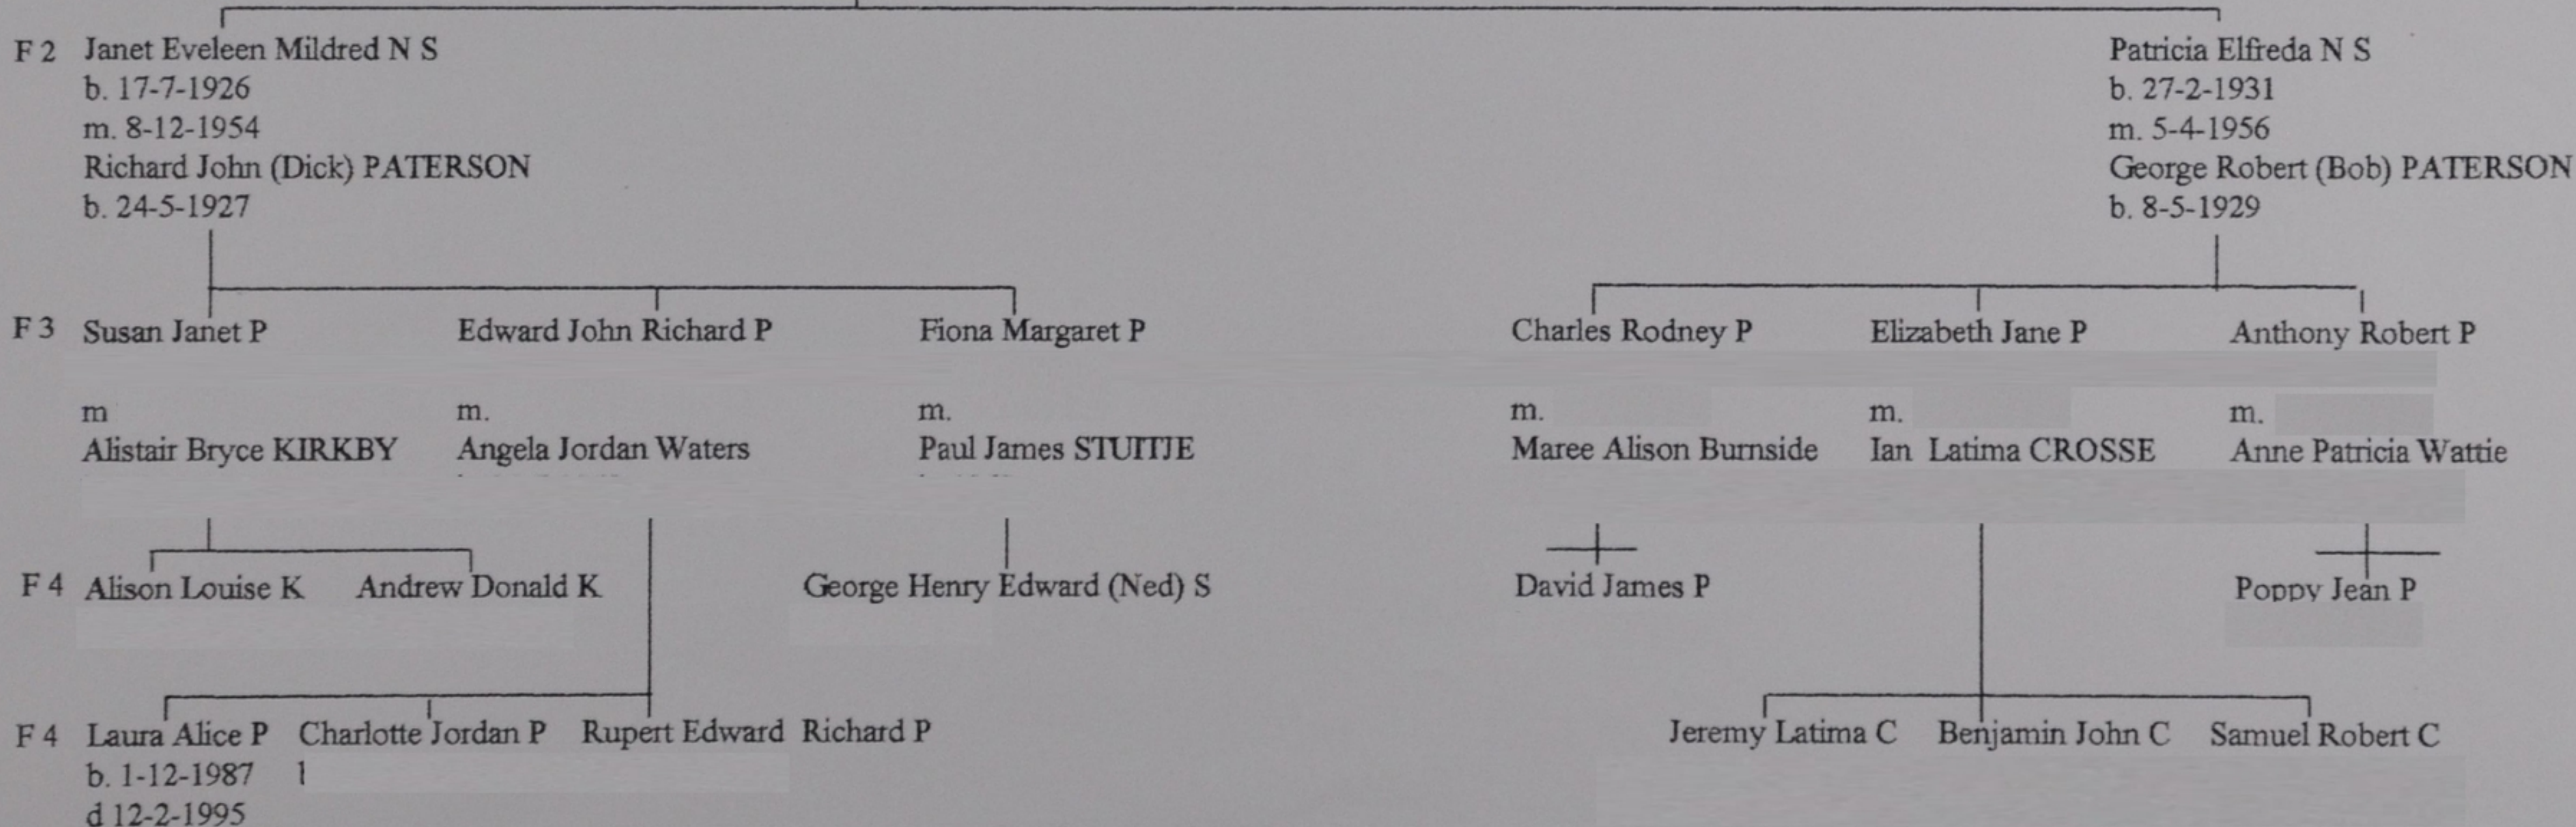 F 2 Janet Eveleen Mildred N S
b. 17-7-1926
m. 8-12-1954
Richard John (Dick) PATERSON
b. 24-5-1927
Patricia Elfreda N S
b. 27-2-1931
m. 5-4-1956
George Robert (Bob) PATERSON
b. 8-5-1929
F 3 Susan Janet P Edward John Richard P Fiona Margaret P Charles Rodney P Elizabeth Jane P Anthony Robert P
m m. m. m. m. m.
Alistair Bryce KIRKBY Angela Jordan Waters Paul James STUITJE Maree Alison Burnside Ian Latima CROSSE Anne Patricia Wattie
F 4 Alison Louise K Andrew Donald K George Henry Edward (Ned) S David James P Poppy Jean P
F 4 Laura Alice P Charlotte Jordan P Rupert Edward Richard P Jeremy Latima C Benjamin John C Samuel Robert C
b. 1-12-1987
d 12-2-1995